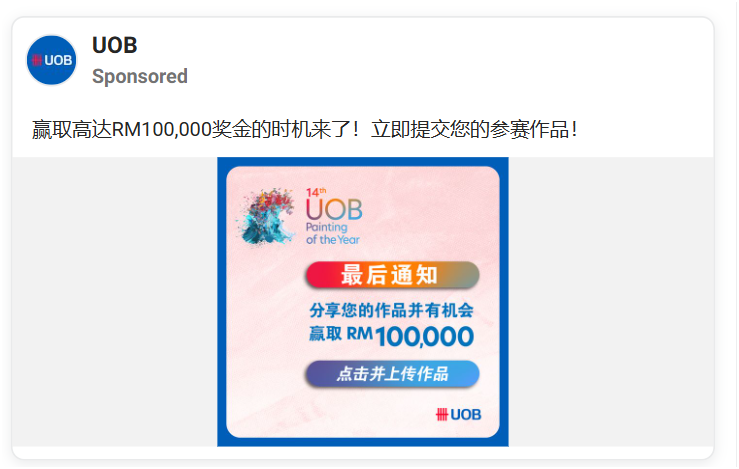 UOB
UOB
Sponsored
赢取高达RM100,000奖金的时机来了！立即提交您的参赛作品！
14th
UOB
Painting
of the Year
最后通知
分享您的作品并有机会
赢取 RM100,000
点击并上传作品
UOB